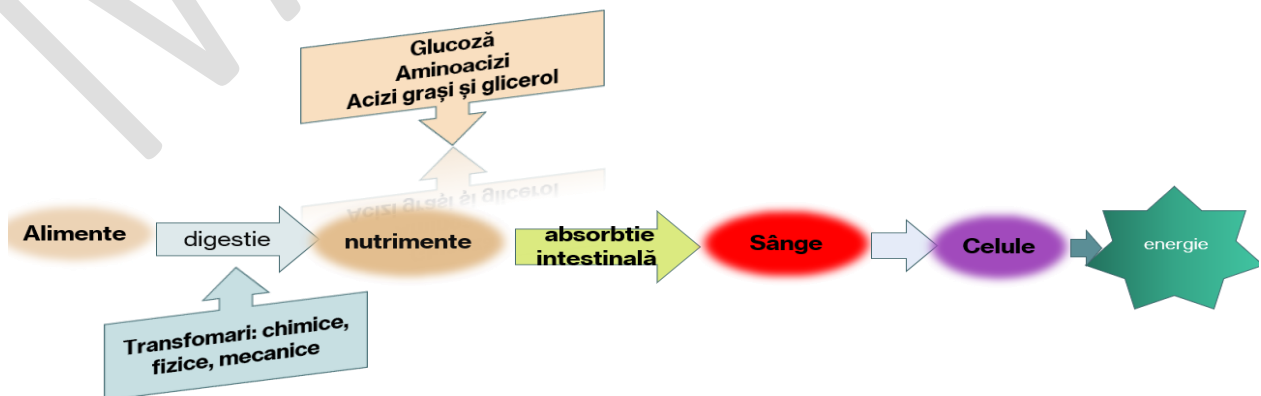 Glucoză
Aminoacizi
Acizi grași și glicerol
Alimente
digestie
nutrimente
absorbtie
intestinală
Sânge
Celule
energie
Transfomari: chimice,
fizice, mecanice